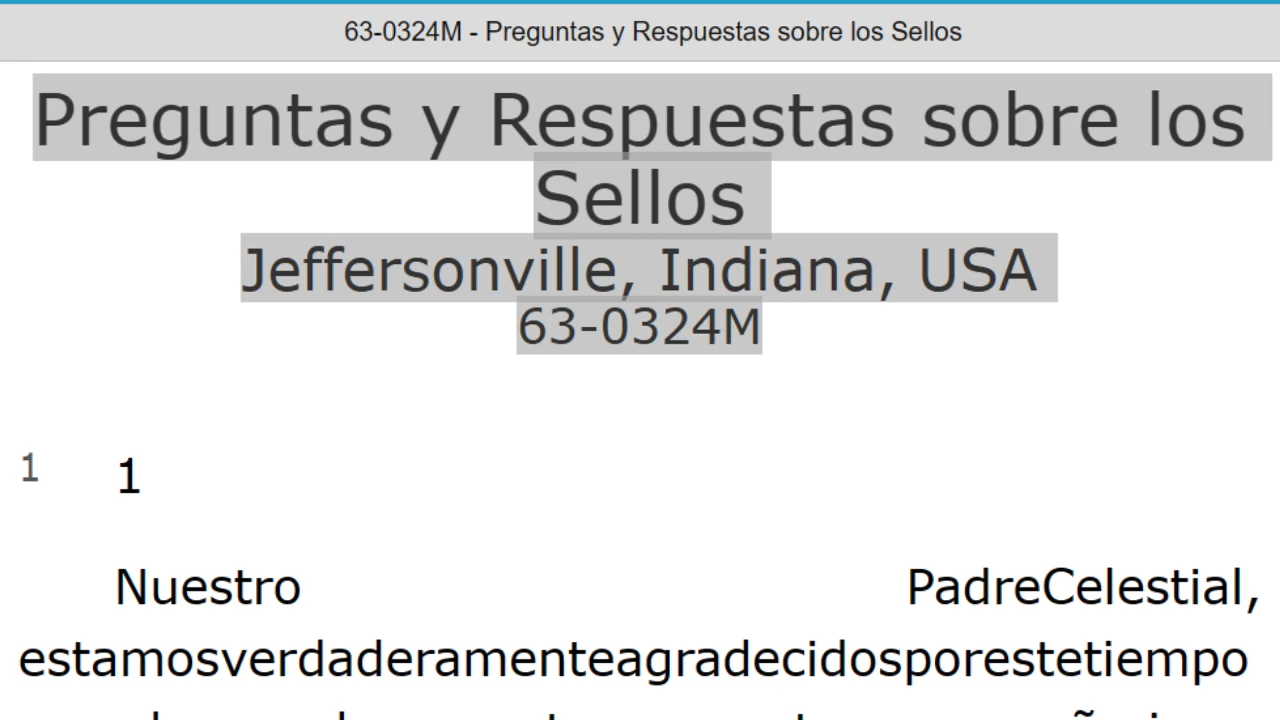 63-0324M - Preguntas y Respuestas sobre los Sellos
Preguntas y Respuestas sobre los
Sellos
Jeffersonville, Indiana, USA
63-0324M
1 1
Nuestro PadreCelestial,
estamosverdaderamenteagradecidosporestetiempo